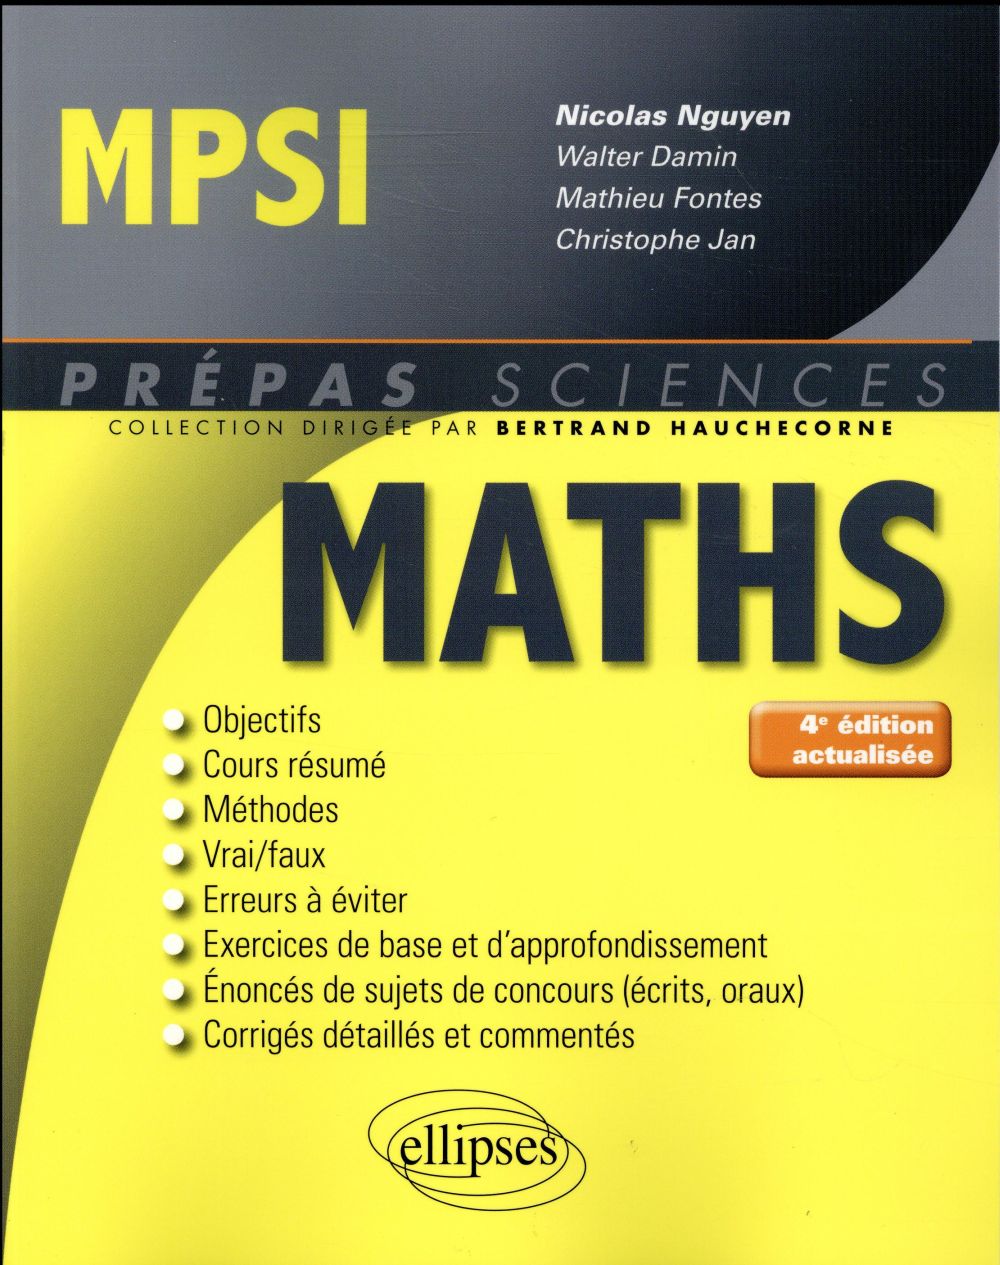 MPSI
Nicolas Nguyen
Walter Damin
Mathieu Fontes
Christophe Jan
PRÉPAS SCIENCES
COLLECTION DIRIGÉE PAR BERTRAND HAUCHECORNE
MATHS
4e édition
actualisée
Objectifs
Cours résumé
Méthodes
Vrai/faux
Erreurs à éviter
Exercices de base et d'approfondissement
Énoncés de sujets de concours (écrits, oraux)
Corrigés détaillés et commentés
ellipses